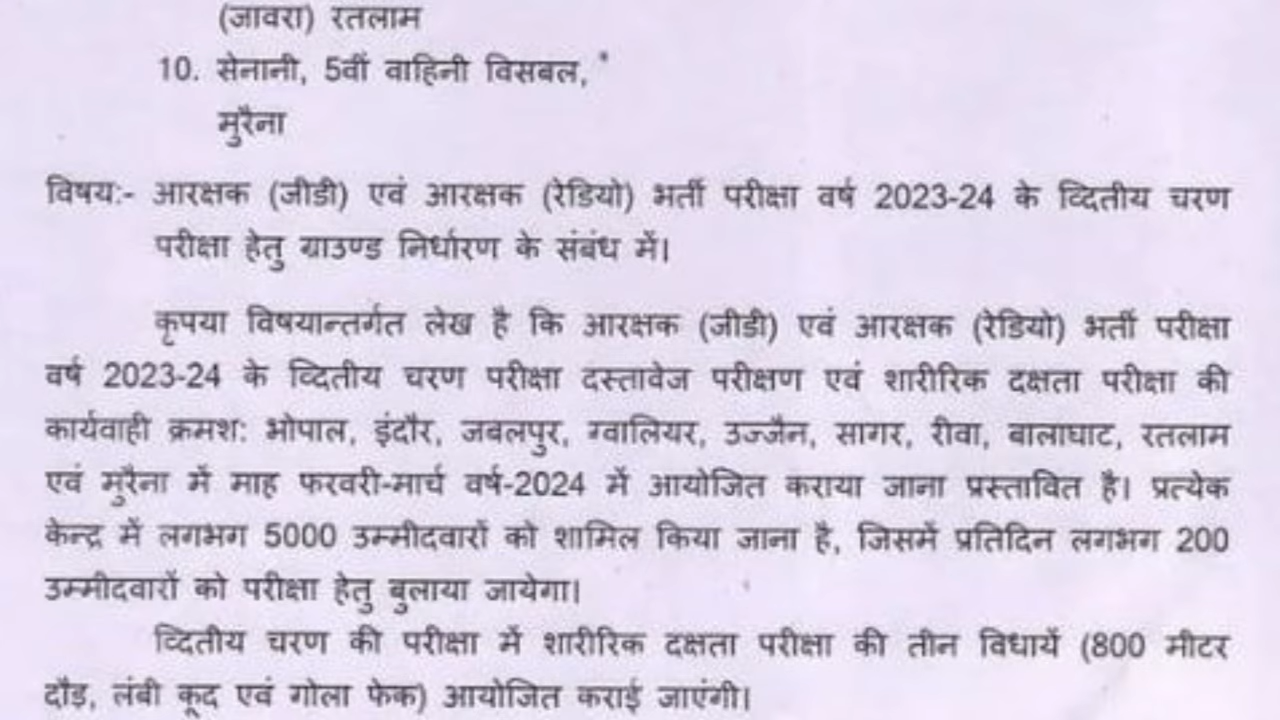 (जावरा) रतलाम
10. सेनानी, 5वीं वाहिनी विसबल,
मुरैना
विषय:- आरक्षक (जीडी) एवं आरक्षक (रेडियो) भर्ती परीक्षा वर्ष 2023-24 के व्दितीय चरण
परीक्षा हेतु ग्राउण्ड निर्धारण के संबंध में।
कृपया विषयान्तर्गत लेख है कि आरक्षक (जीडी) एवं आरक्षक (रेडियो) भर्ती परीक्षा
वर्ष 2023-24 के व्दितीय चरण परीक्षा दस्तावेज परीक्षण एवं शारीरिक दक्षता परीक्षा की
कार्यवाही क्रमश: भोपाल, इंदौर, जबलपुर, ग्वालियर, उज्जैन, सागर, रीवा, बालाघाट, रतलाम
एवं मुरैना में माह फरवरी-मार्च वर्ष-2024 में आयोजित कराया जाना प्रस्तावित है। प्रत्येक
केन्द्र में लगभग 5000 उम्मीदवारों को शामिल किया जाना है, जिसमें प्रतिदिन लगभग 200
उम्मीदवारों को परीक्षा हेतु बुलाया जायेगा।
व्दितीय चरण की परीक्षा में शारीरिक दक्षता परीक्षा की तीन विधायें (800 मीटर
दौड़, लंबी कूद एवं गोला फेक) आयोजित कराई जाएंगी।